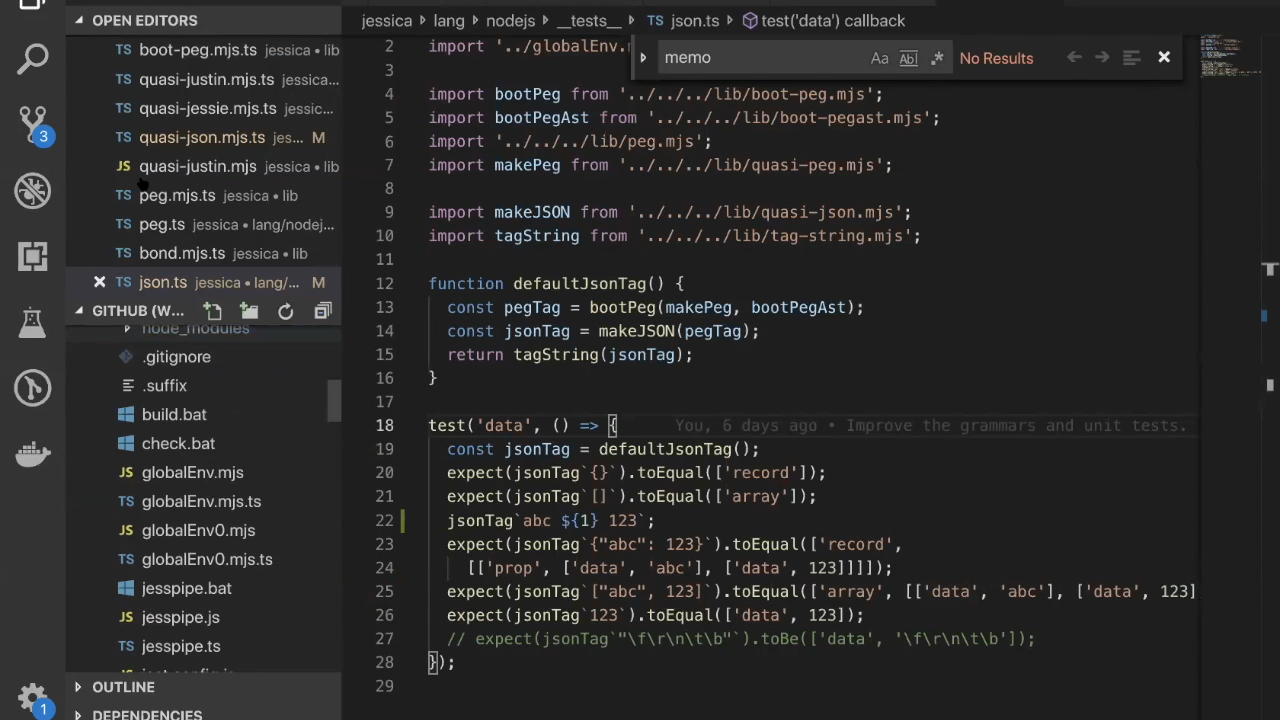 OPEN EDITORS
boot-peg.mjs.ts jessica • lib
quasi-justin.mjs.ts jessica...
quasi-jessie.mjs.ts jessic...
quasi-json.mjs.ts jes... M
JS quasi-justin.mjs jessica • lib
TS peg.mjs.ts jessica • lib
TS peg.ts jessica • lang/nodej...
TS bond.mjs.ts jessica • lib
TS json.ts jessica • lang/... M
GITHUB (W...
node_modules
.gitignore
.suffix
build.bat
check.bat
JS globalEnv.mjs
TS globalEnv.mjs.ts
JS globalEnv0.mjs
TS globalEnv0.mjs.ts
jesspipe.bat
JS jesspipe.js
TS jesspipe.ts
OUTLINE
DEPENDENCIES
3
1
jessica lang nodejs __tests__ TS json.ts test('data') callback
memo Aa Abl .* No Results
2 import '../globalEnv.
3
4 import bootPeg from '../../../lib/boot-peg.mjs';
5 import bootPegAst from '../../../lib/boot-pegast.mjs';
6 import '../../../lib/peg.mjs';
7 import makePeg from '../../../lib/quasi-peg.mjs';
8
9 import makeJSON from '../../../lib/quasi-json.mjs';
10 import tagString from '../../../lib/tag-string.mjs';
11
12 function defaultJsonTag() {
13 const pegTag = bootPeg(makePeg, bootPegAst);
14 const jsonTag = makeJSON(pegTag);
15 return tagString(jsonTag);
16 }
17
18 test('data', () => { You, 6 days ago • Improve the grammars and unit tests.
19 const jsonTag = defaultJsonTag();
20 expect(jsonTag`{}`).toEqual(['record']);
21 expect(jsonTag`[]`).toEqual(['array']);
22 jsonTag`abc ${1} 123`;
23 expect(jsonTag`{"abc": 123}`).toEqual(['record',
24 [['prop', ['data', 'abc'], ['data', 123]]]]);
25 expect(jsonTag`["abc", 123]`).toEqual(['array', [['data', 'abc'], ['data', 123]
26 expect(jsonTag`123`).toEqual(['data', 123]);
27 // expect(jsonTag`"\f\r\n\t\b"`).toBe(['data', '\f\r\n\t\b']);
28 });
29